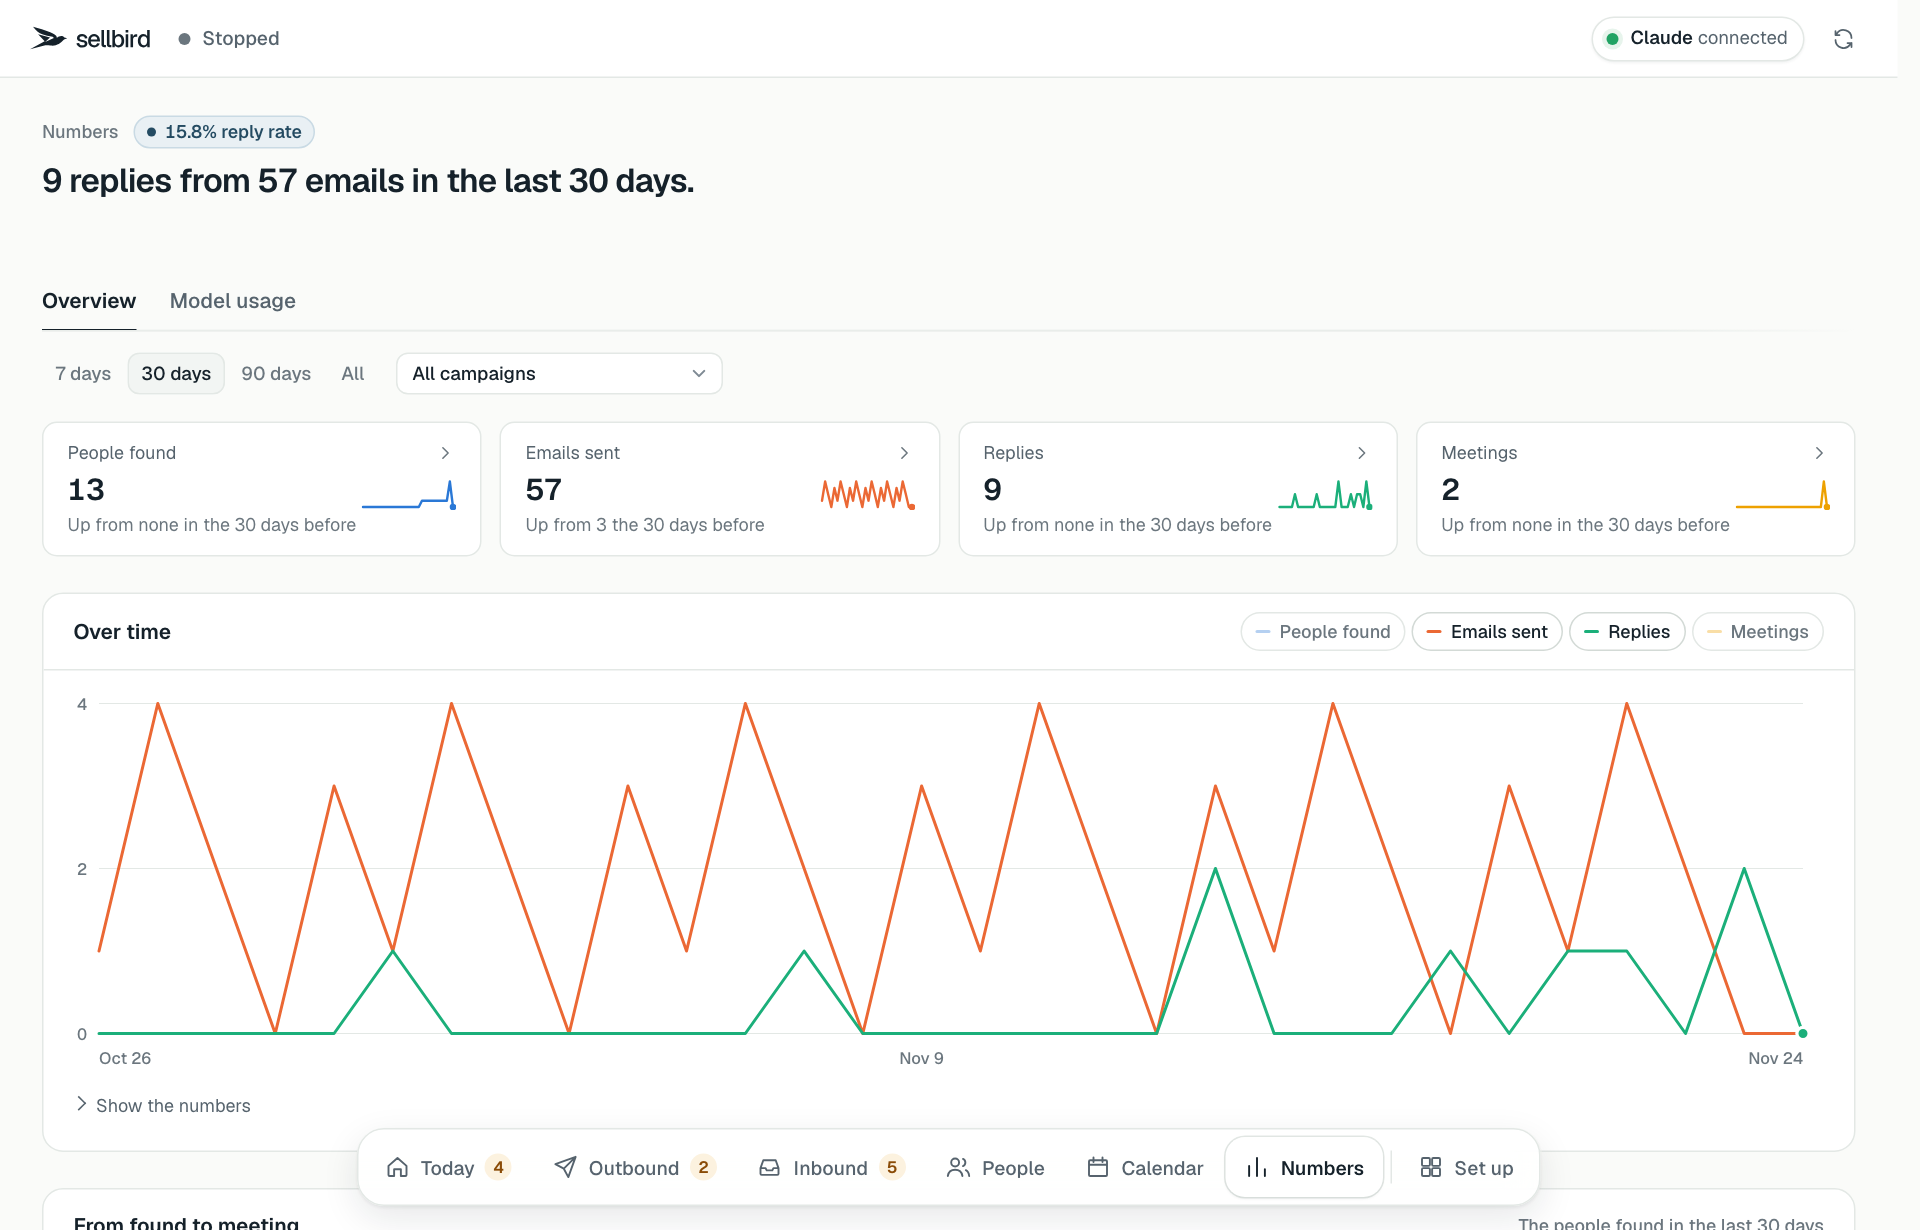 sellbird Stopped Claude connected
Numbers 15.8% reply rate
9 replies from 57 emails in the last 30 days.
Overview Model usage
7 days 30 days 90 days All All campaigns
People found
13
Up from none in the 30 days before
Emails sent
57
Up from 3 the 30 days before
Replies
9
Up from none in the 30 days before
Meetings
2
Up from none in the 30 days before
Over time People found Emails sent Replies Meetings
4
2
0
Oct 26 Nov 9 Nov 24
Show the numbers
Today 4 Outbound 2 Inbound 5 People Calendar Numbers Set up
From found to meeting The people found in the last 30 days